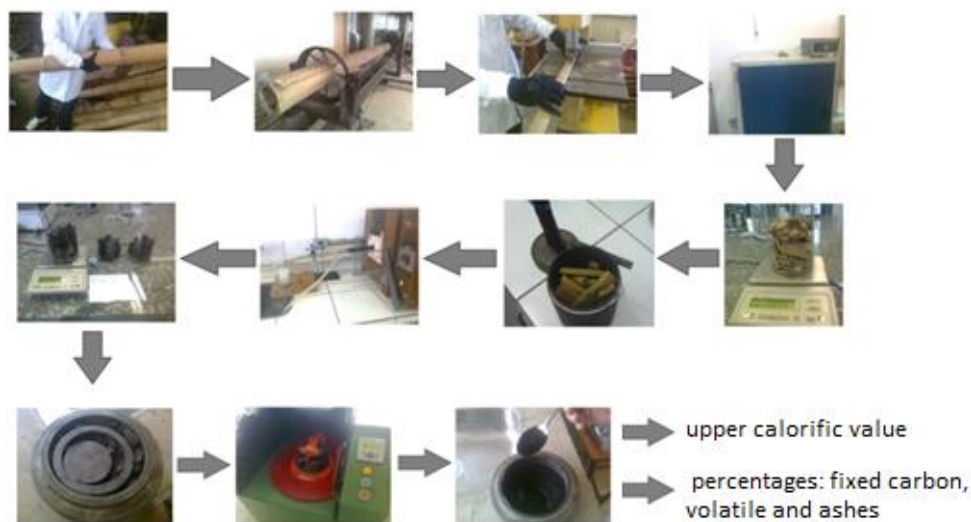 upper calorific value
percentages: fixed carbon,
volatile and ashes